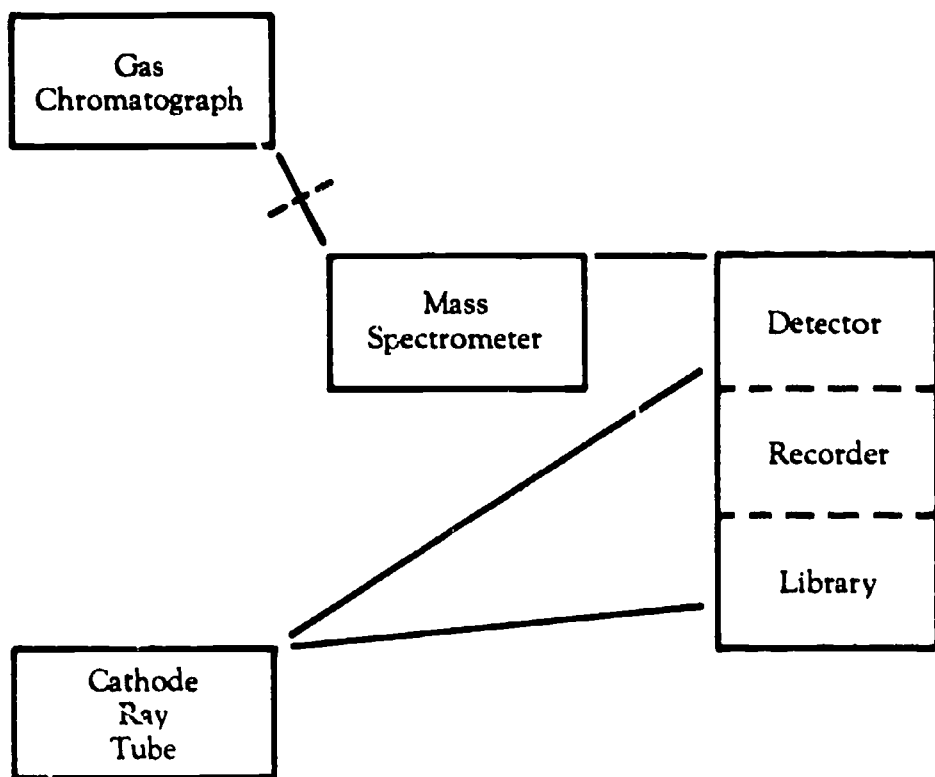 Gas
Chromatograph
Mass
Spectrometer
Detector
Recorder
Library
Cathode
Ray
Tube